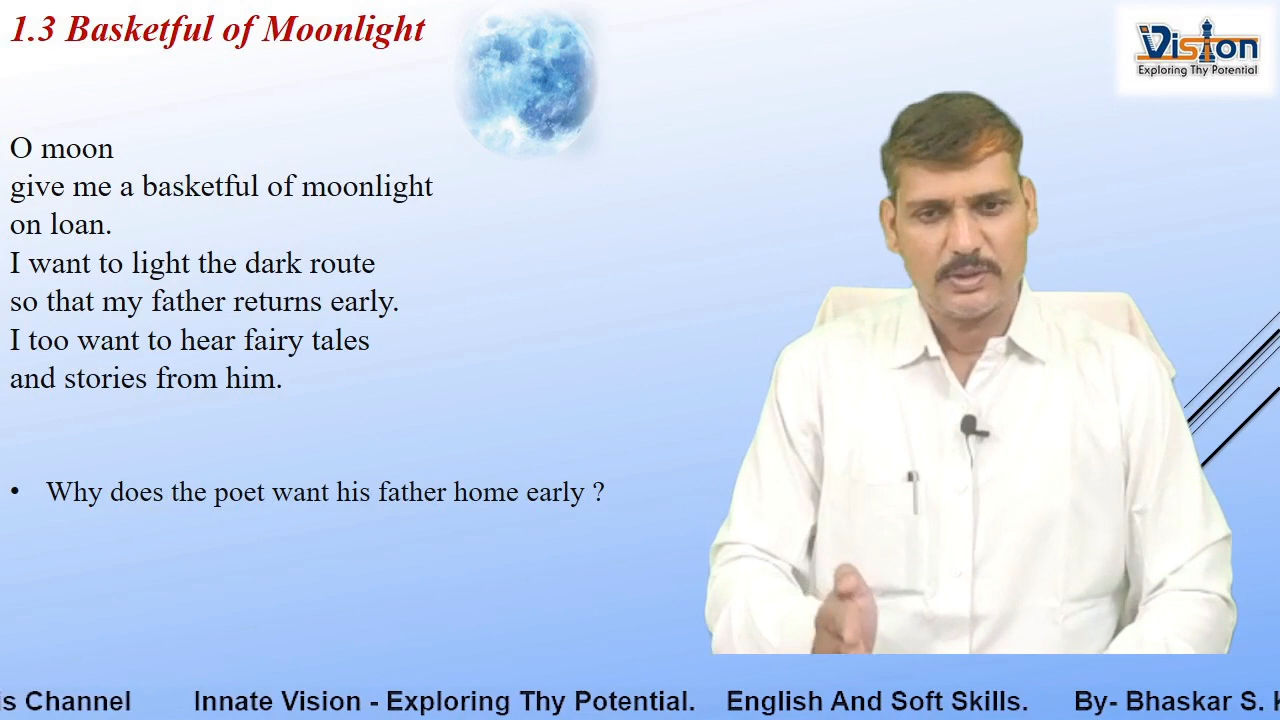 1.3 Basketful of Moonlight
Vision
Exploring Thy Potential
O moon
give me a basketful of moonlight
on loan.
I want to light the dark route
so that my father returns early.
I too want to hear fairy tales
and stories from him.
• Why does the poet want his father home early ?
is Channel Innate Vision - Exploring Thy Potential. English And Soft Skills. By- Bhaskar S.